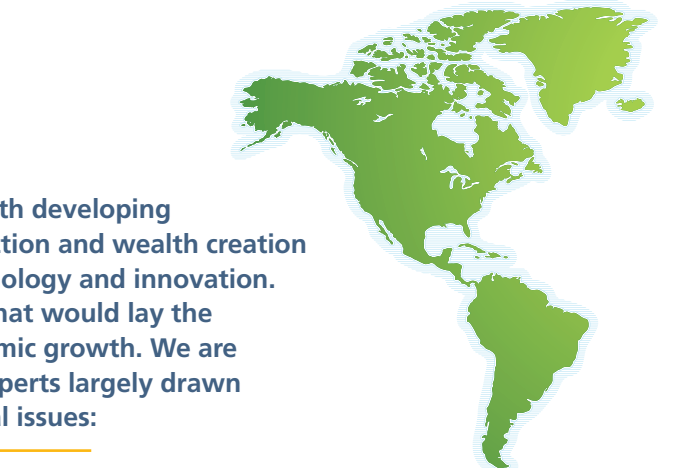 th developing
tion and wealth creation
ology and innovation.
hat would lay the
mic growth. We are
perts largely drawn
l issues: